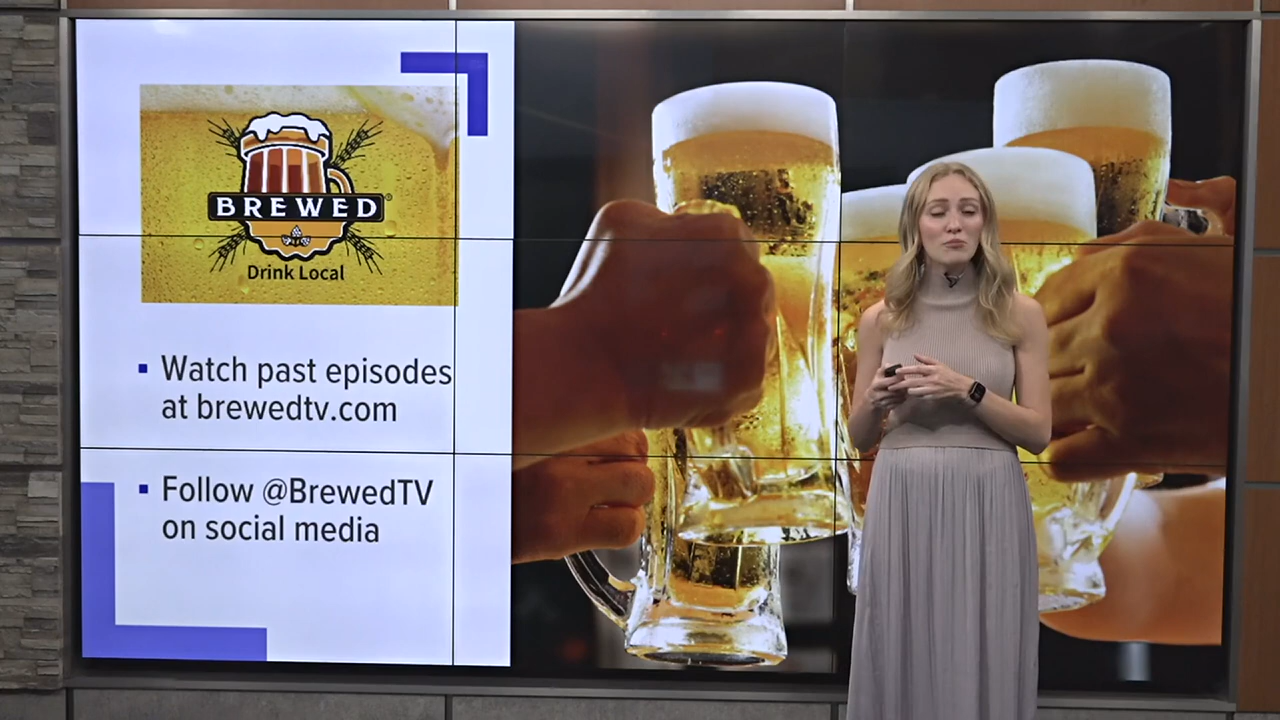 BREWED®
Drink Local
▪ Watch past episodes
at brewedtv.com
▪ Follow @BrewedTV
on social media